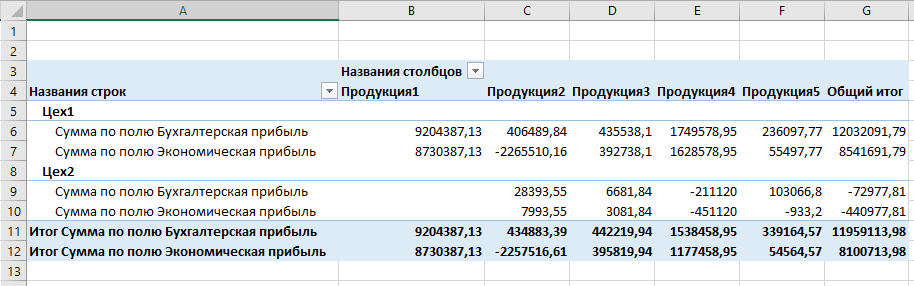 A B C D E F G
1
2
3 Названия столбцов
4 Названия строк Продукция1 Продукция2 Продукция3 Продукция4 Продукция5 Общий итог
5 Цех1
6 Сумма по полю Бухгалтерская прибыль 9204387,13 406489,84 435538,1 1749578,95 236097,77 12032091,79
7 Сумма по полю Экономическая прибыль 8730387,13 -2265510,16 392738,1 1628578,95 55497,77 8541691,79
8 Цех2
9 Сумма по полю Бухгалтерская прибыль 28393,55 6681,84 -211120 103066,8 -72977,81
10 Сумма по полю Экономическая прибыль 7993,55 3081,84 -451120 -933,2 -440977,81
11 Итог Сумма по полю Бухгалтерская прибыль 9204387,13 434883,39 442219,94 1538458,95 339164,57 11959113,98
12 Итог Сумма по полю Экономическая прибыль 8730387,13 -2257516,61 395819,94 1177458,95 54564,57 8100713,98
13